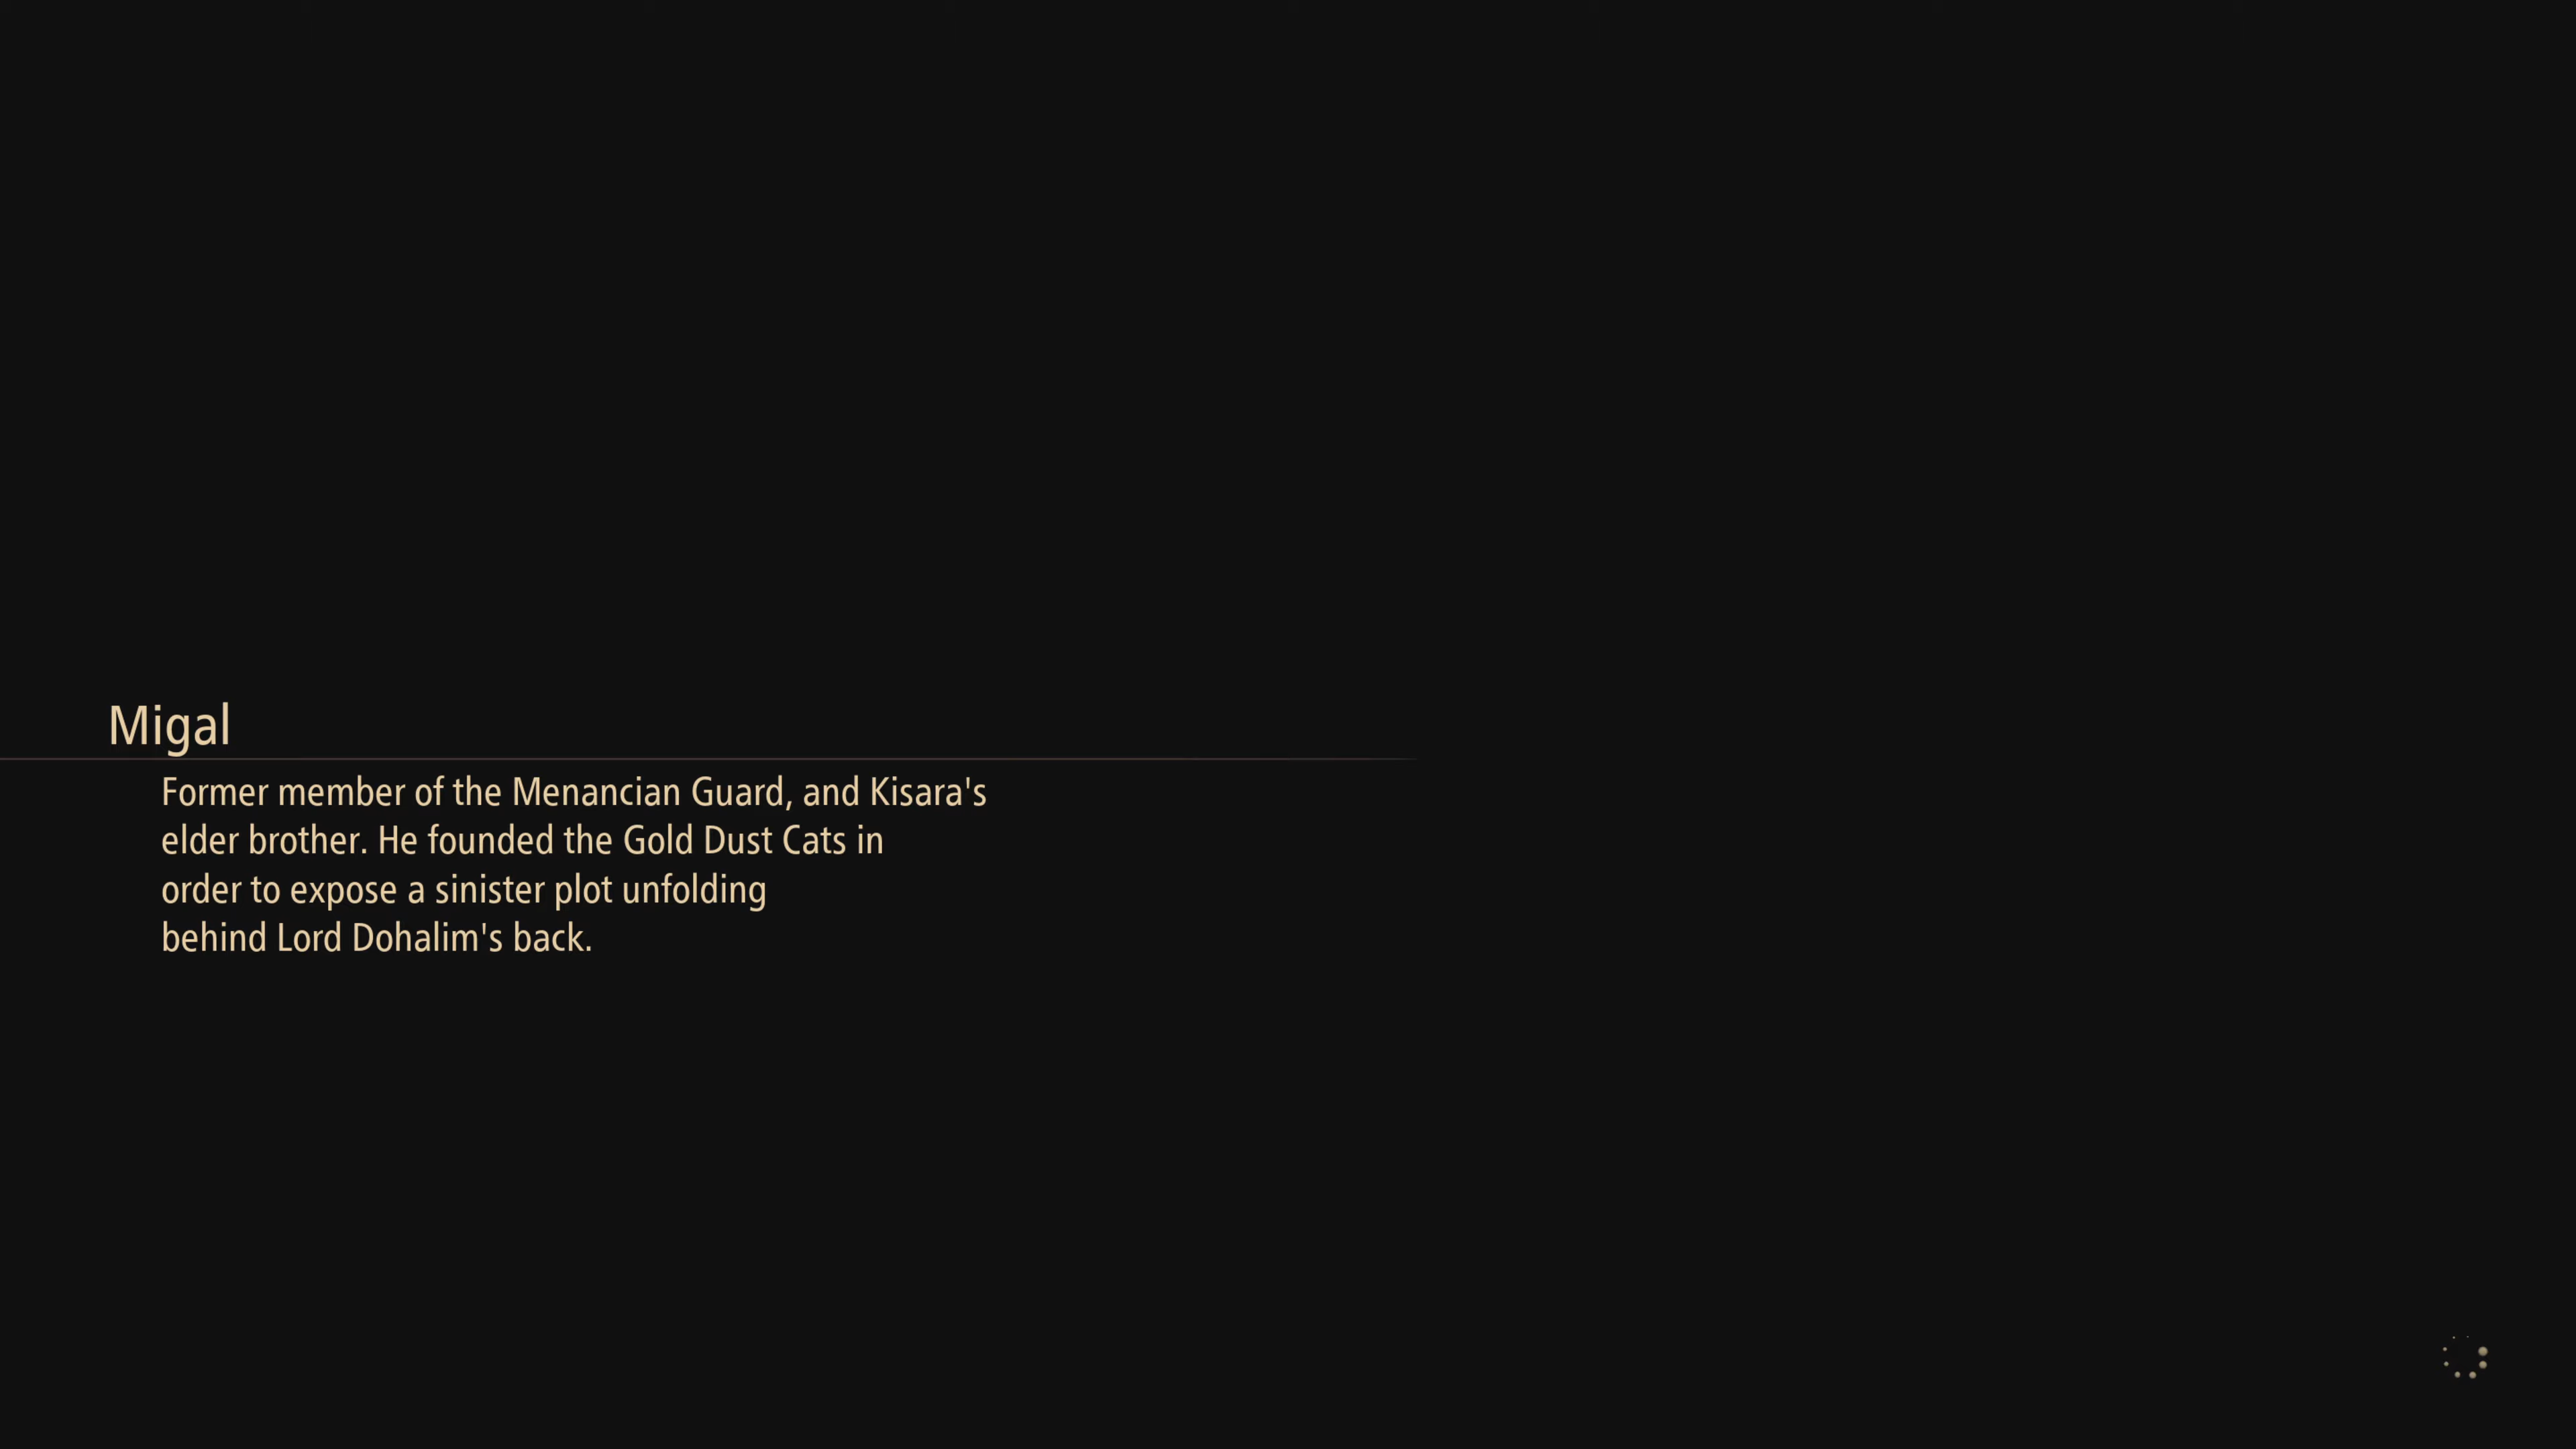 Migal
Former member of the Menancian Guard, and Kisara's
elder brother. He founded the Gold Dust Cats in
order to expose a sinister plot unfolding
behind Lord Dohalim's back.